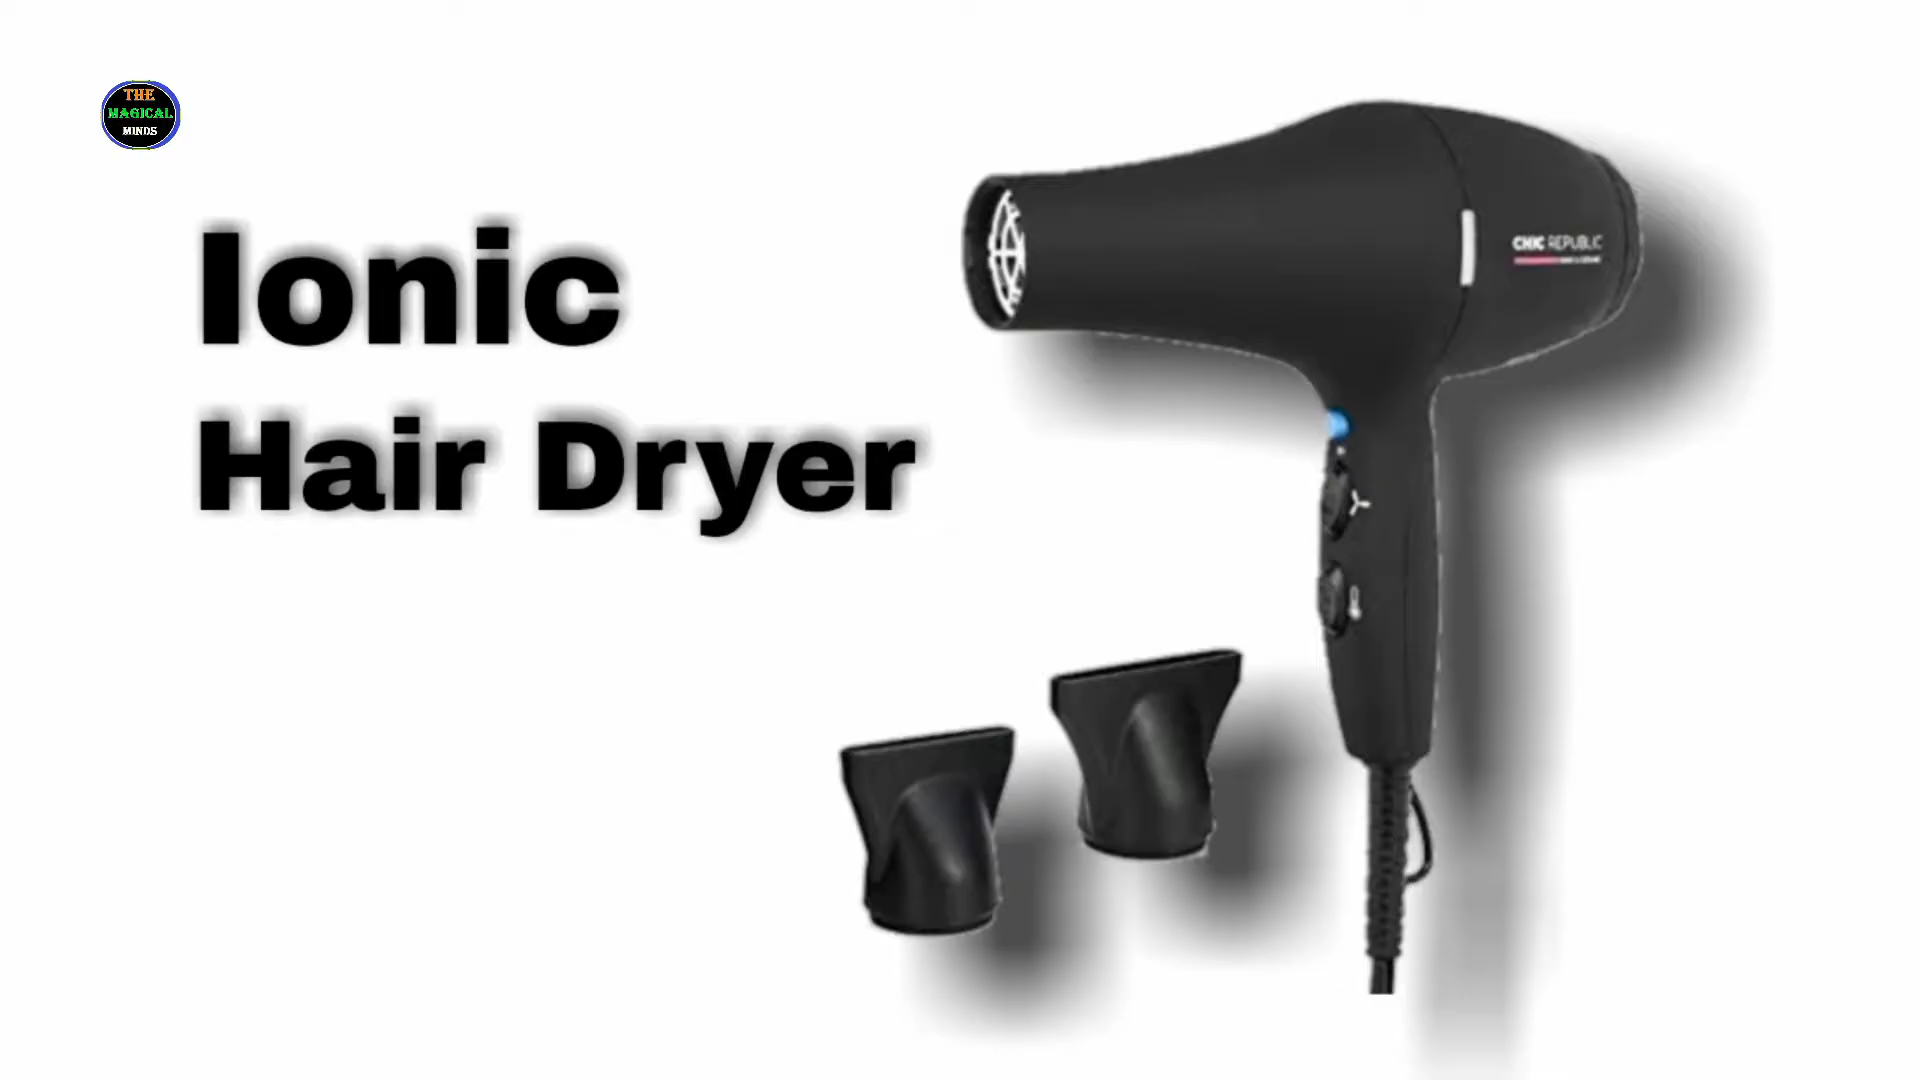 THE
MAGICAL
MINDS
Ionic
Hair Dryer
CHIC REPUBLIC